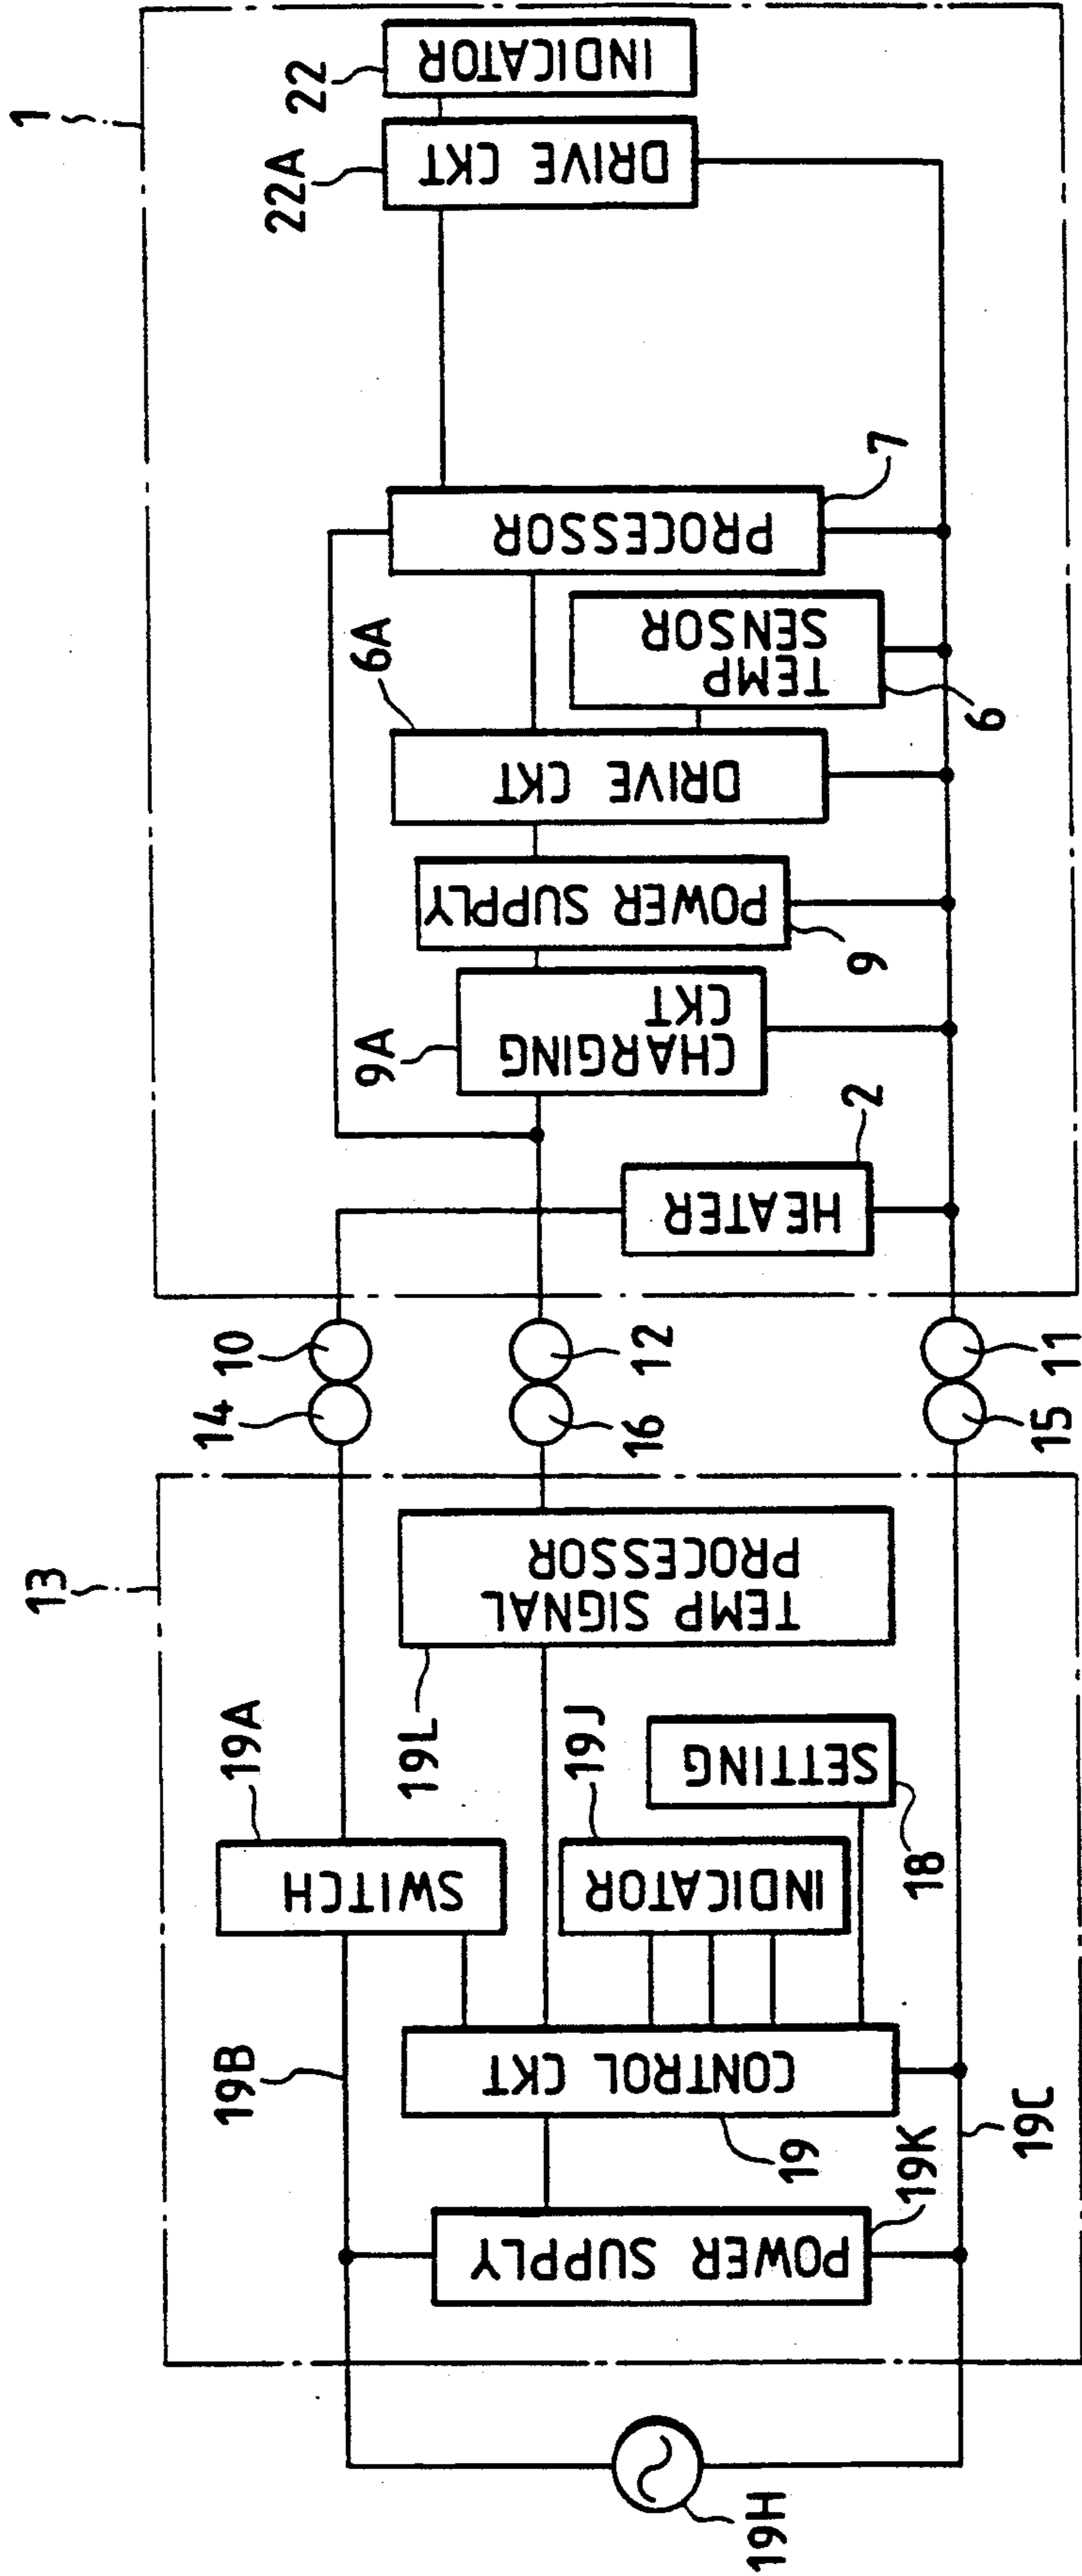 1
13
INDICATOR
22
DRIVE CKT
22A
PROCESSOR
7
TEMP
SENSOR
6
DRIVE CKT
6A
POWER SUPPLY
9
CHARGING
CKT
9A
HEATER
2
10
14
12
16
11
15
TEMP SIGNAL
PROCESSOR
19L
SWITCH
19A
INDICATOR
19J
SETTING
18
CONTROL CKT
19
19B
19C
POWER SUPPLY
19K
19H